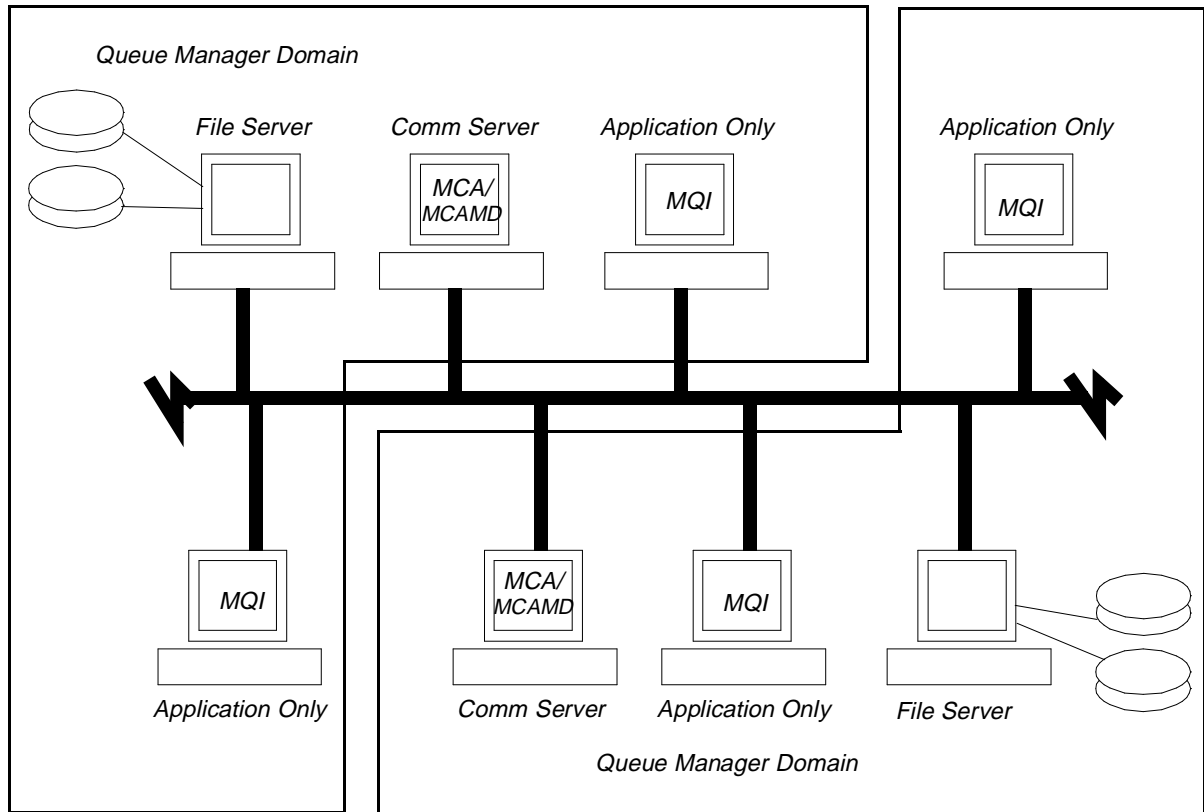 Queue Manager Domain
File Server
Comm Server
Application Only
Application Only
MCA/
MCAMD
MQI
MQI
MQI
MCA/
MCAMD
MQI
Application Only
Comm Server
Application Only
File Server
Queue Manager Domain